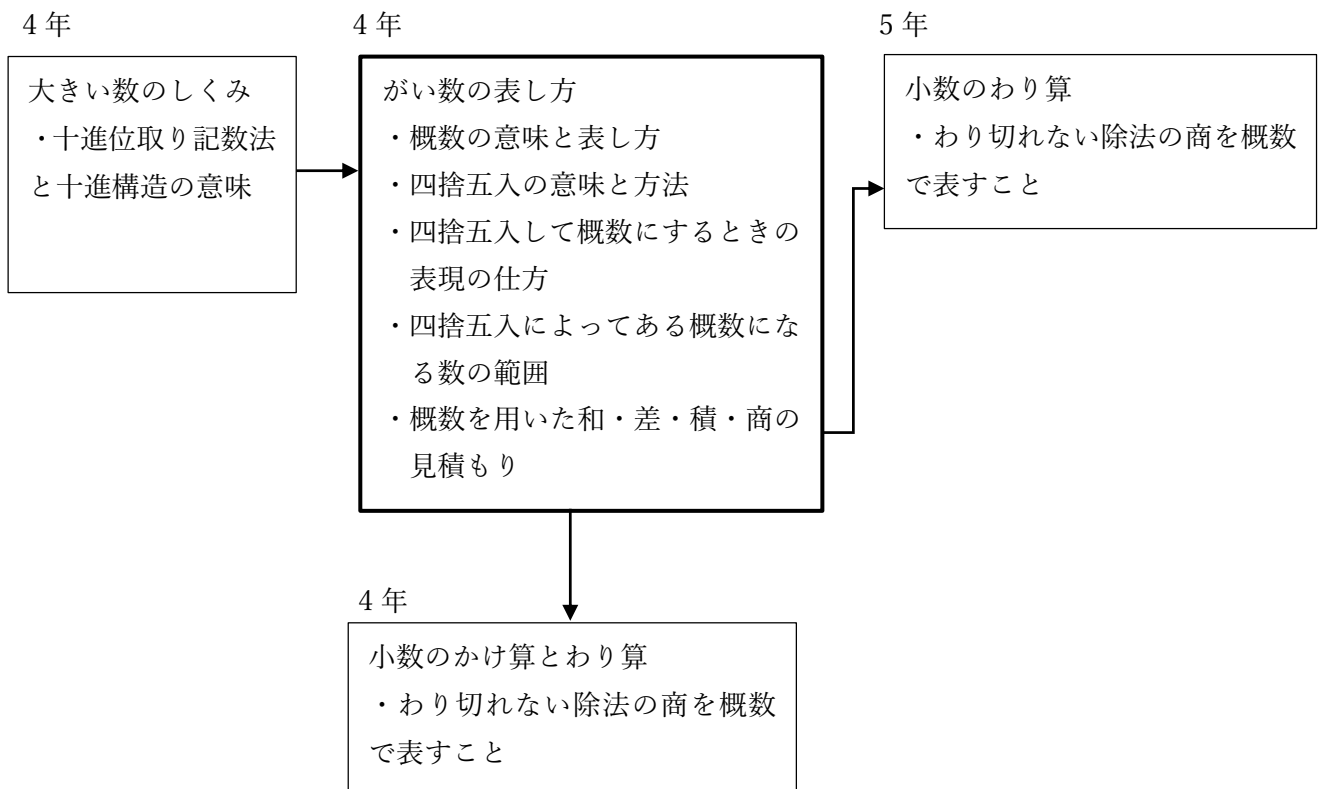 4 年
大きい数のしくみ
・十進位取り記数法
と十進構造の意味
4 年
がい数の表し方
・概数の意味と表し方
・四捨五入の意味と方法
・四捨五入して概数にするときの
表現の仕方
・四捨五入によってある概数にな
る数の範囲
・概数を用いた和・差・積・商の
見積もり
5 年
小数のわり算
・わり切れない除法の商を概数
で表すこと
4 年
小数のかけ算とわり算
・わり切れない除法の商を概数
で表すこと